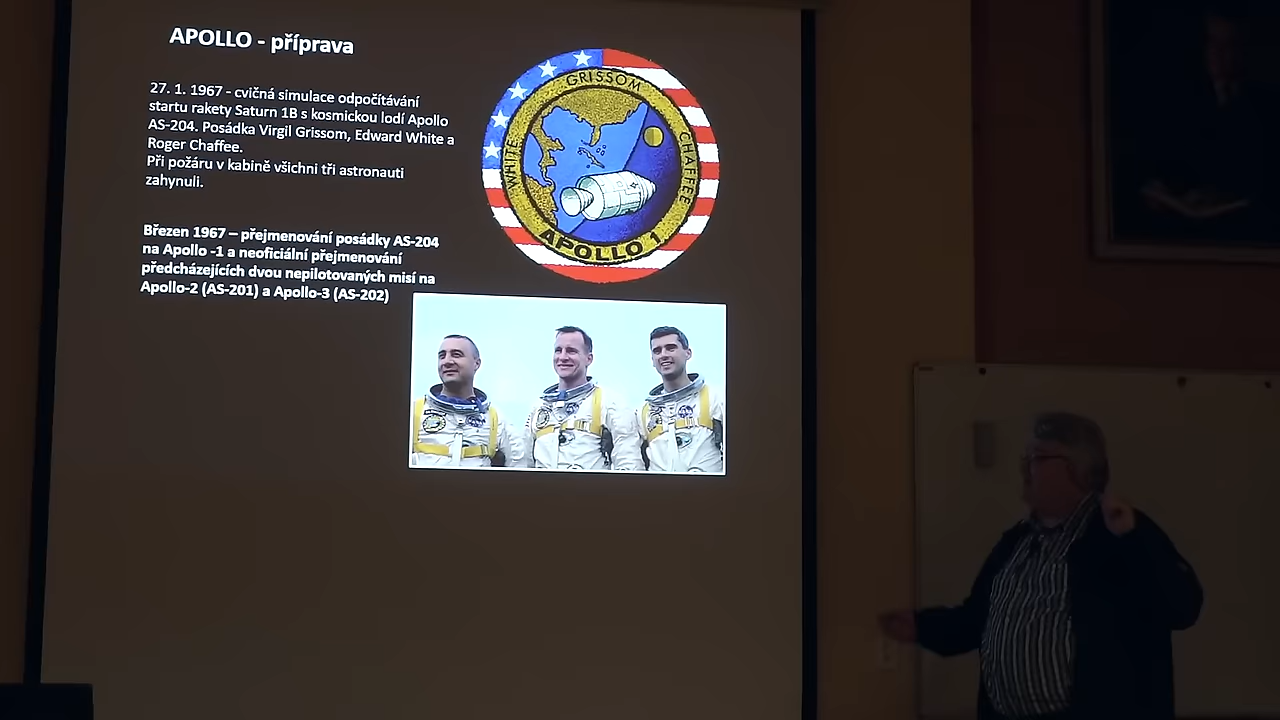 APOLLO - příprava
27. 1. 1967 - cvičná simulace odpočítávání
startu rakety Saturn 1B s kosmickou lodí Apollo
AS-204. Posádka Virgil Grissom, Edward White a
Roger Chaffee.
Při požáru v kabině všichni tři astronauti
zahynuli.
Březen 1967 – přejmenování posádky AS-204
na Apollo -1 a neoficiální přejmenování
předcházejících dvou nepilotovaných misí na
Apollo-2 (AS-201) a Apollo-3 (AS-202)
GRISSOM
WHITE
CHAFFEE
APOLLO 1